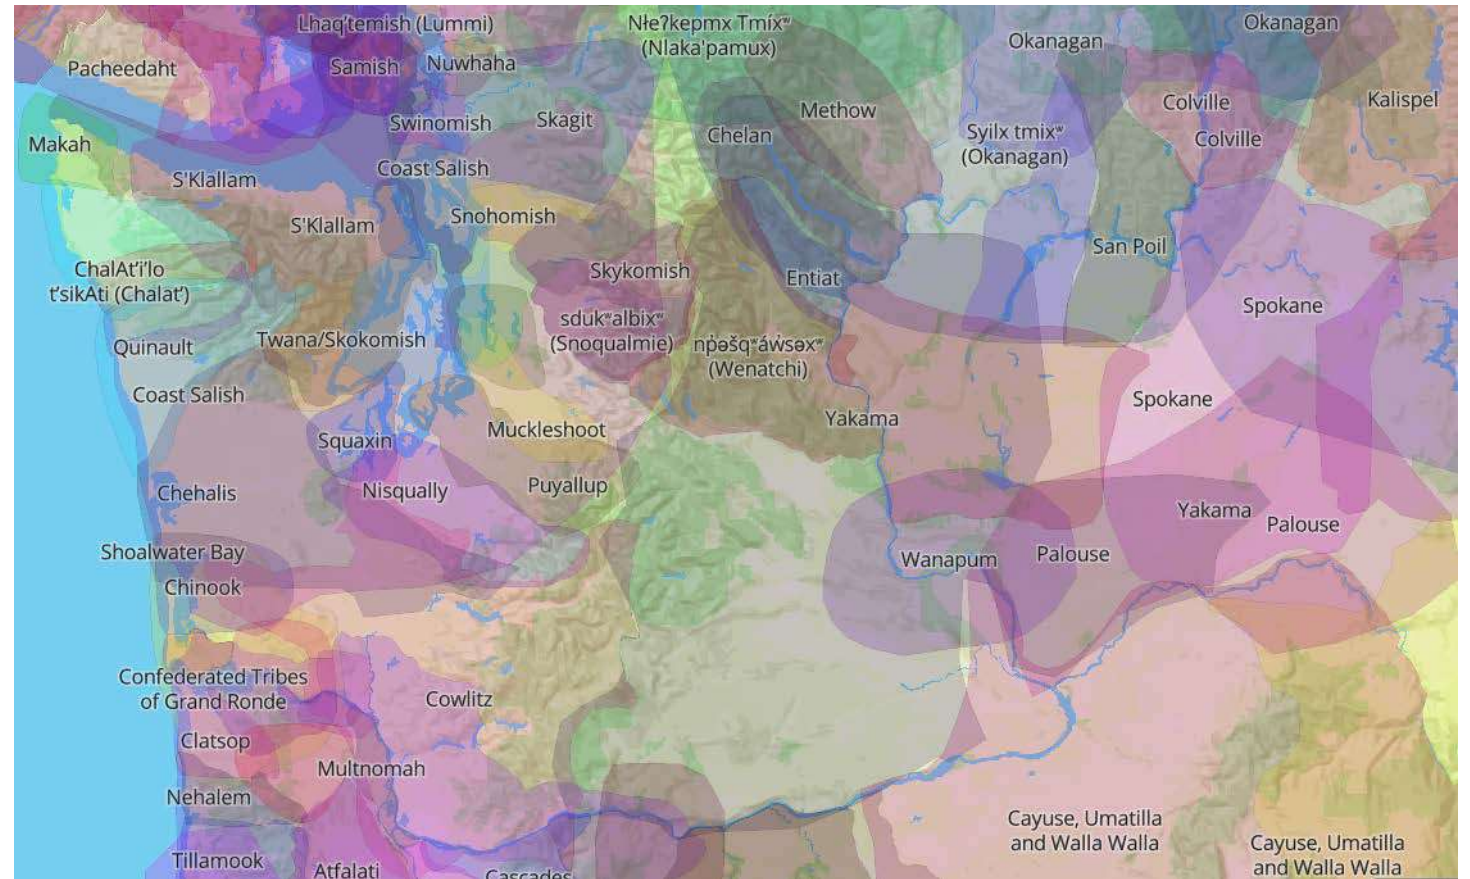 Lhaq'temish (Lummi)
Nłeʔkepmx Tmíxʷ
(Nlaka'pamux)
Okanagan
Okanagan
Pacheedaht
Samish
Nuwhaha
Methow
Colville
Kalispel
Swinomish
Skagit
Chelan
Syilx tmixʷ
(Okanagan)
Colville
Makah
Coast Salish
S'Klallam
S'Klallam
Snohomish
San Poil
ChalAt'i'lo
t'sikAti (Chalat')
Skykomish
Entiat
Spokane
sdukʷalbixʷ
(Snoqualmie)
np̓əšqʷáw̓səxʷ
(Wenatchi)
Quinault
Twana/Skokomish
Coast Salish
Spokane
Yakama
Squaxin
Muckleshoot
Chehalis
Nisqually
Puyallup
Yakama
Palouse
Shoalwater Bay
Chinook
Wanapum
Palouse
Confederated Tribes
of Grand Ronde
Cowlitz
Clatsop
Multnomah
Nehalem
Cayuse, Umatilla
and Walla Walla
Cayuse, Umatilla
and Walla Walla
Tillamook
Atfalati
Cascades